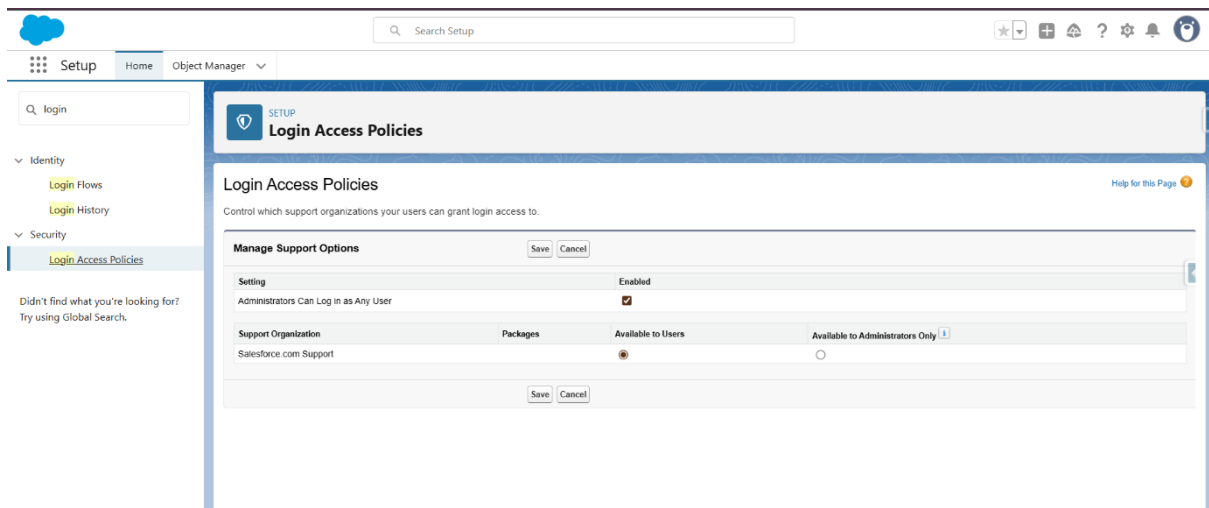 Search Setup
Setup
Home
Object Manager
login
SETUP
Login Access Policies
Identity
Login Flows
Login History
Security
Login Access Policies
Didn't find what you're looking for?
Try using Global Search.
Login Access Policies
Help for this Page
Control which support organizations your users can grant login access to.
Manage Support Options
Save
Cancel
Setting
Enabled
Administrators Can Log in as Any User
Support Organization
Packages
Available to Users
Available to Administrators Only
Salesforce.com Support
Save
Cancel